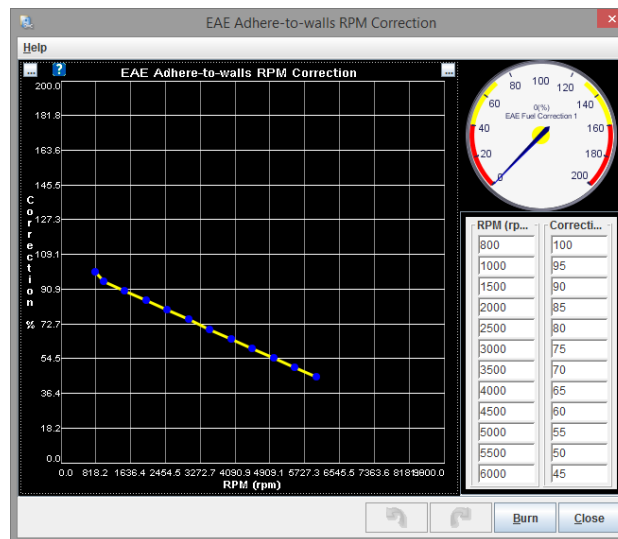 EAE Adhere-to-walls RPM Correction
Help
... ? EAE Adhere-to-walls RPM Correction ...
200.0
181.8
163.6
145.5
127.3
109.1
90.9
72.7
54.5
36.4
18.2
0.0
Correction %
0.0 818.2 1636.4 2454.5 3272.7 4090.9 4909.1 5727.3 6545.5 7363.6 8181.8 9000.0
RPM (rpm)
0 20 40 60 80 100 120 140 160 180 200
0(%)
EAE Fuel Correction 1
RPM (rp... Correcti...
800 100
1000 95
1500 90
2000 85
2500 80
3000 75
3500 70
4000 65
4500 60
5000 55
5500 50
6000 45
Burn Close